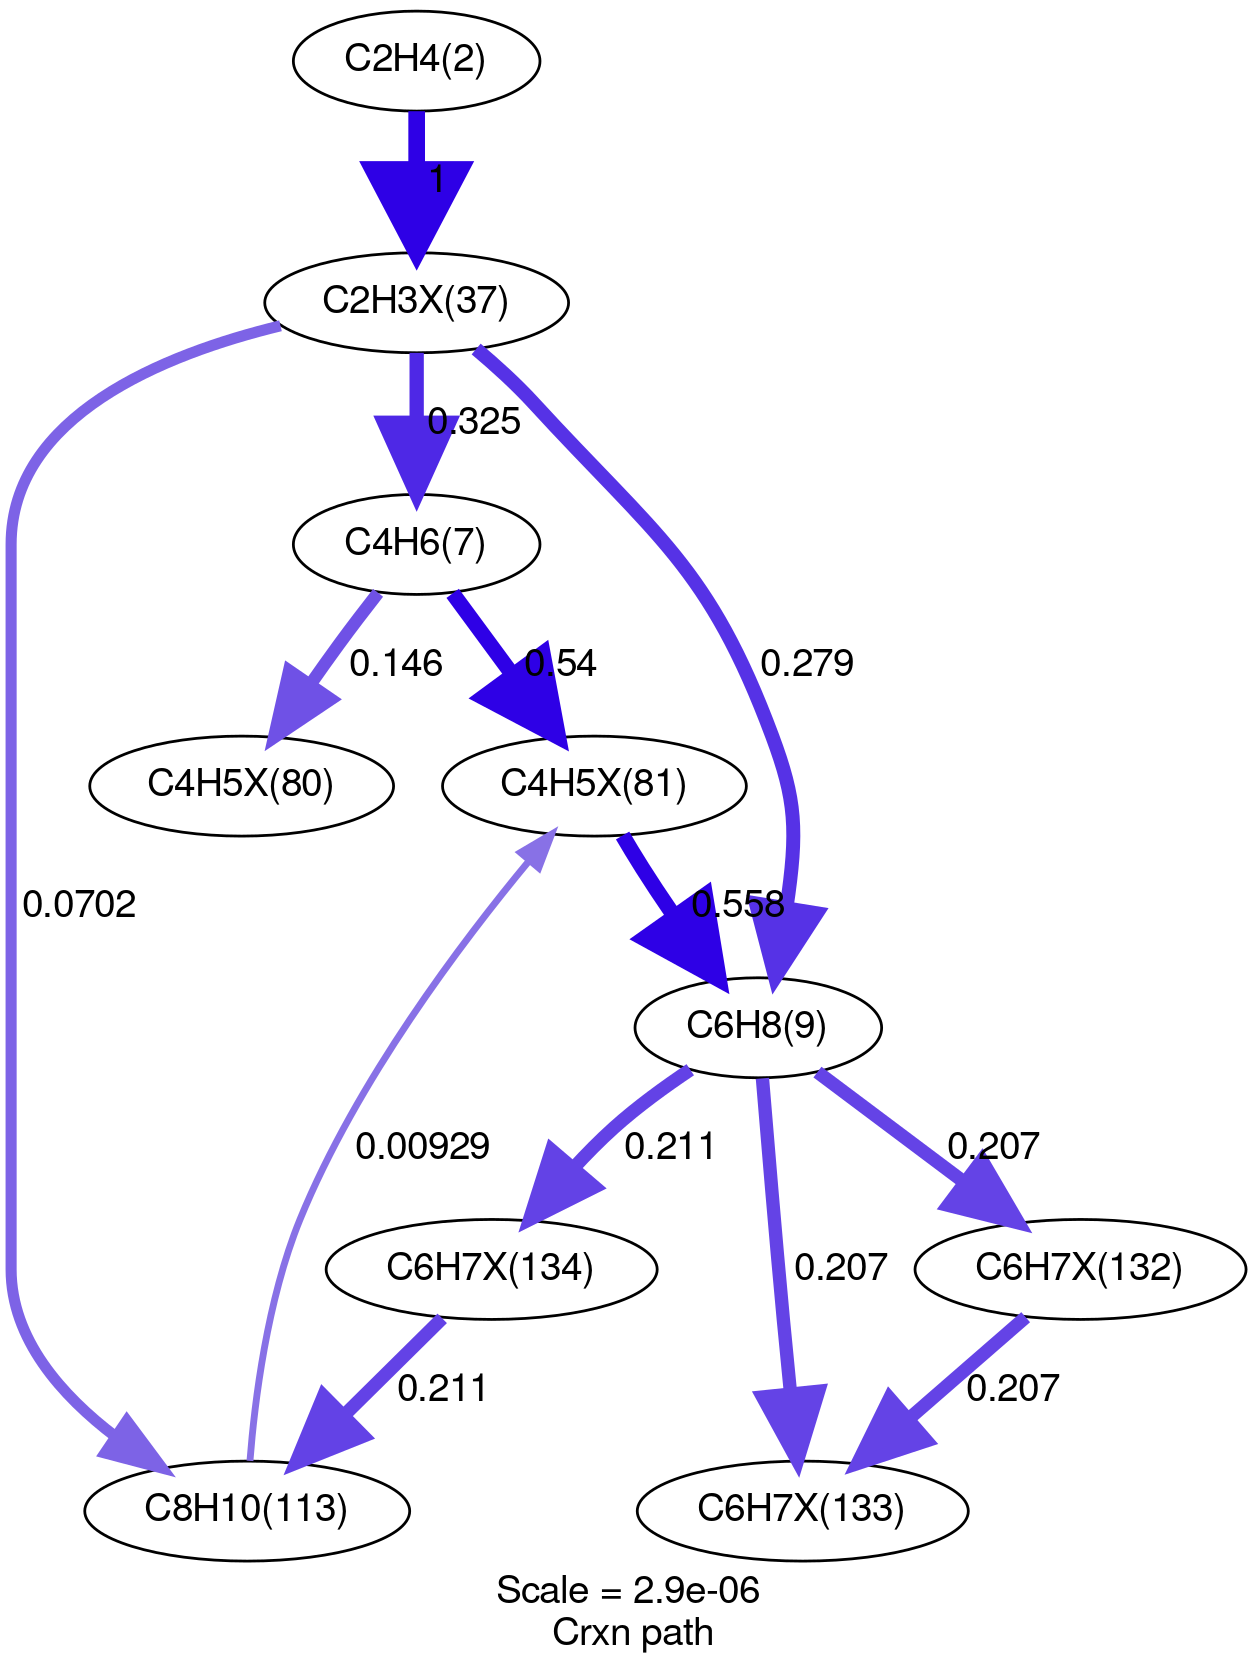 C2H4(2)
1
C2H3X(37)
0.325
C4H6(7)
0.146
0.54
0.279
C4H5X(80)
C4H5X(81)
0.0702
0.558
C6H8(9)
0.00929
0.211
0.207
C6H7X(134)
0.207
C6H7X(132)
0.211
0.207
C8H10(113)
C6H7X(133)
Scale = 2.9e-06
Crxn path